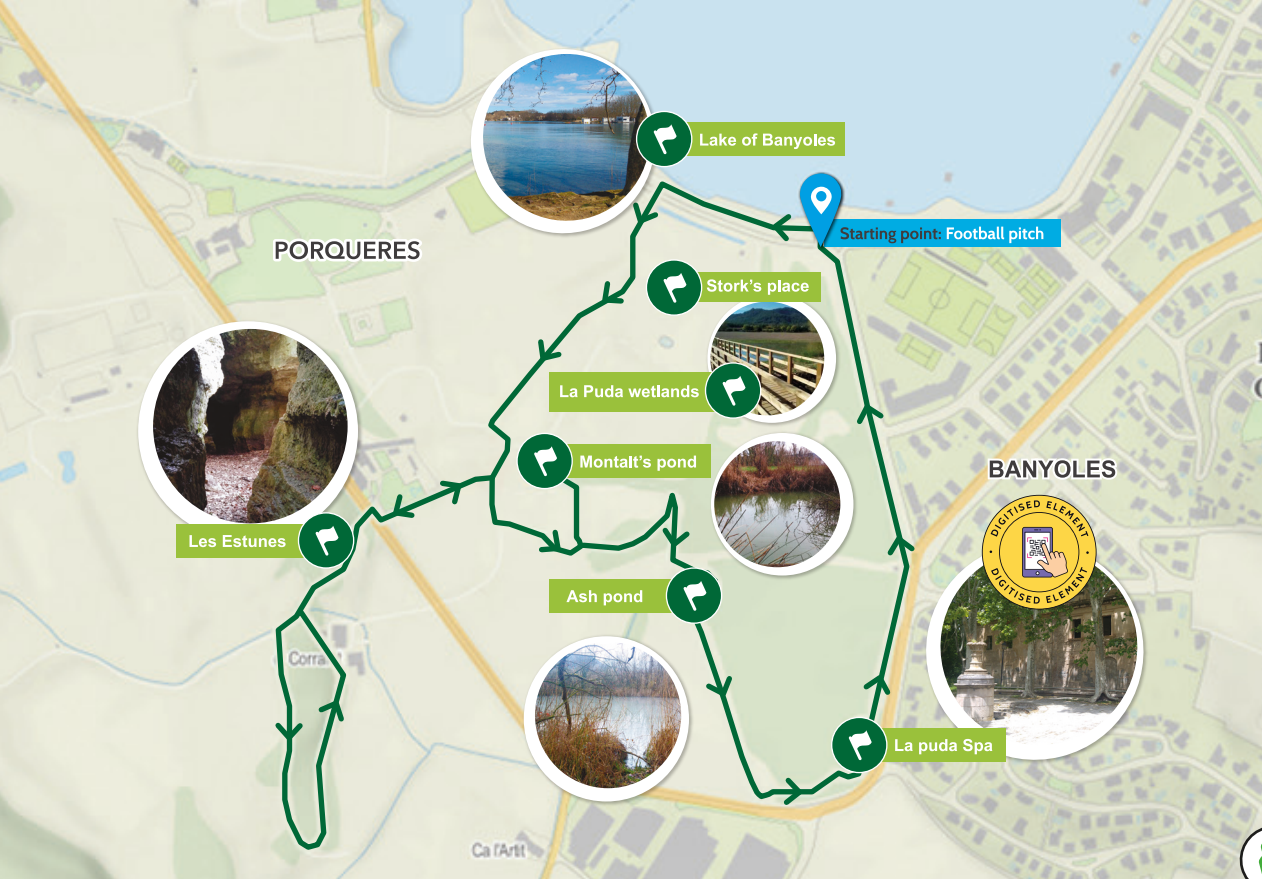 Lake of Banyoles
Starting point: Football pitch
PORQUERES
Stork's place
La Puda wetlands
Montalt's pond
BANYOLES
DIGITISED ELEMENT
DIGITISED ELEMENT
Les Estunes
Ash pond
Corra
La puda Spa
Ca l'Artit